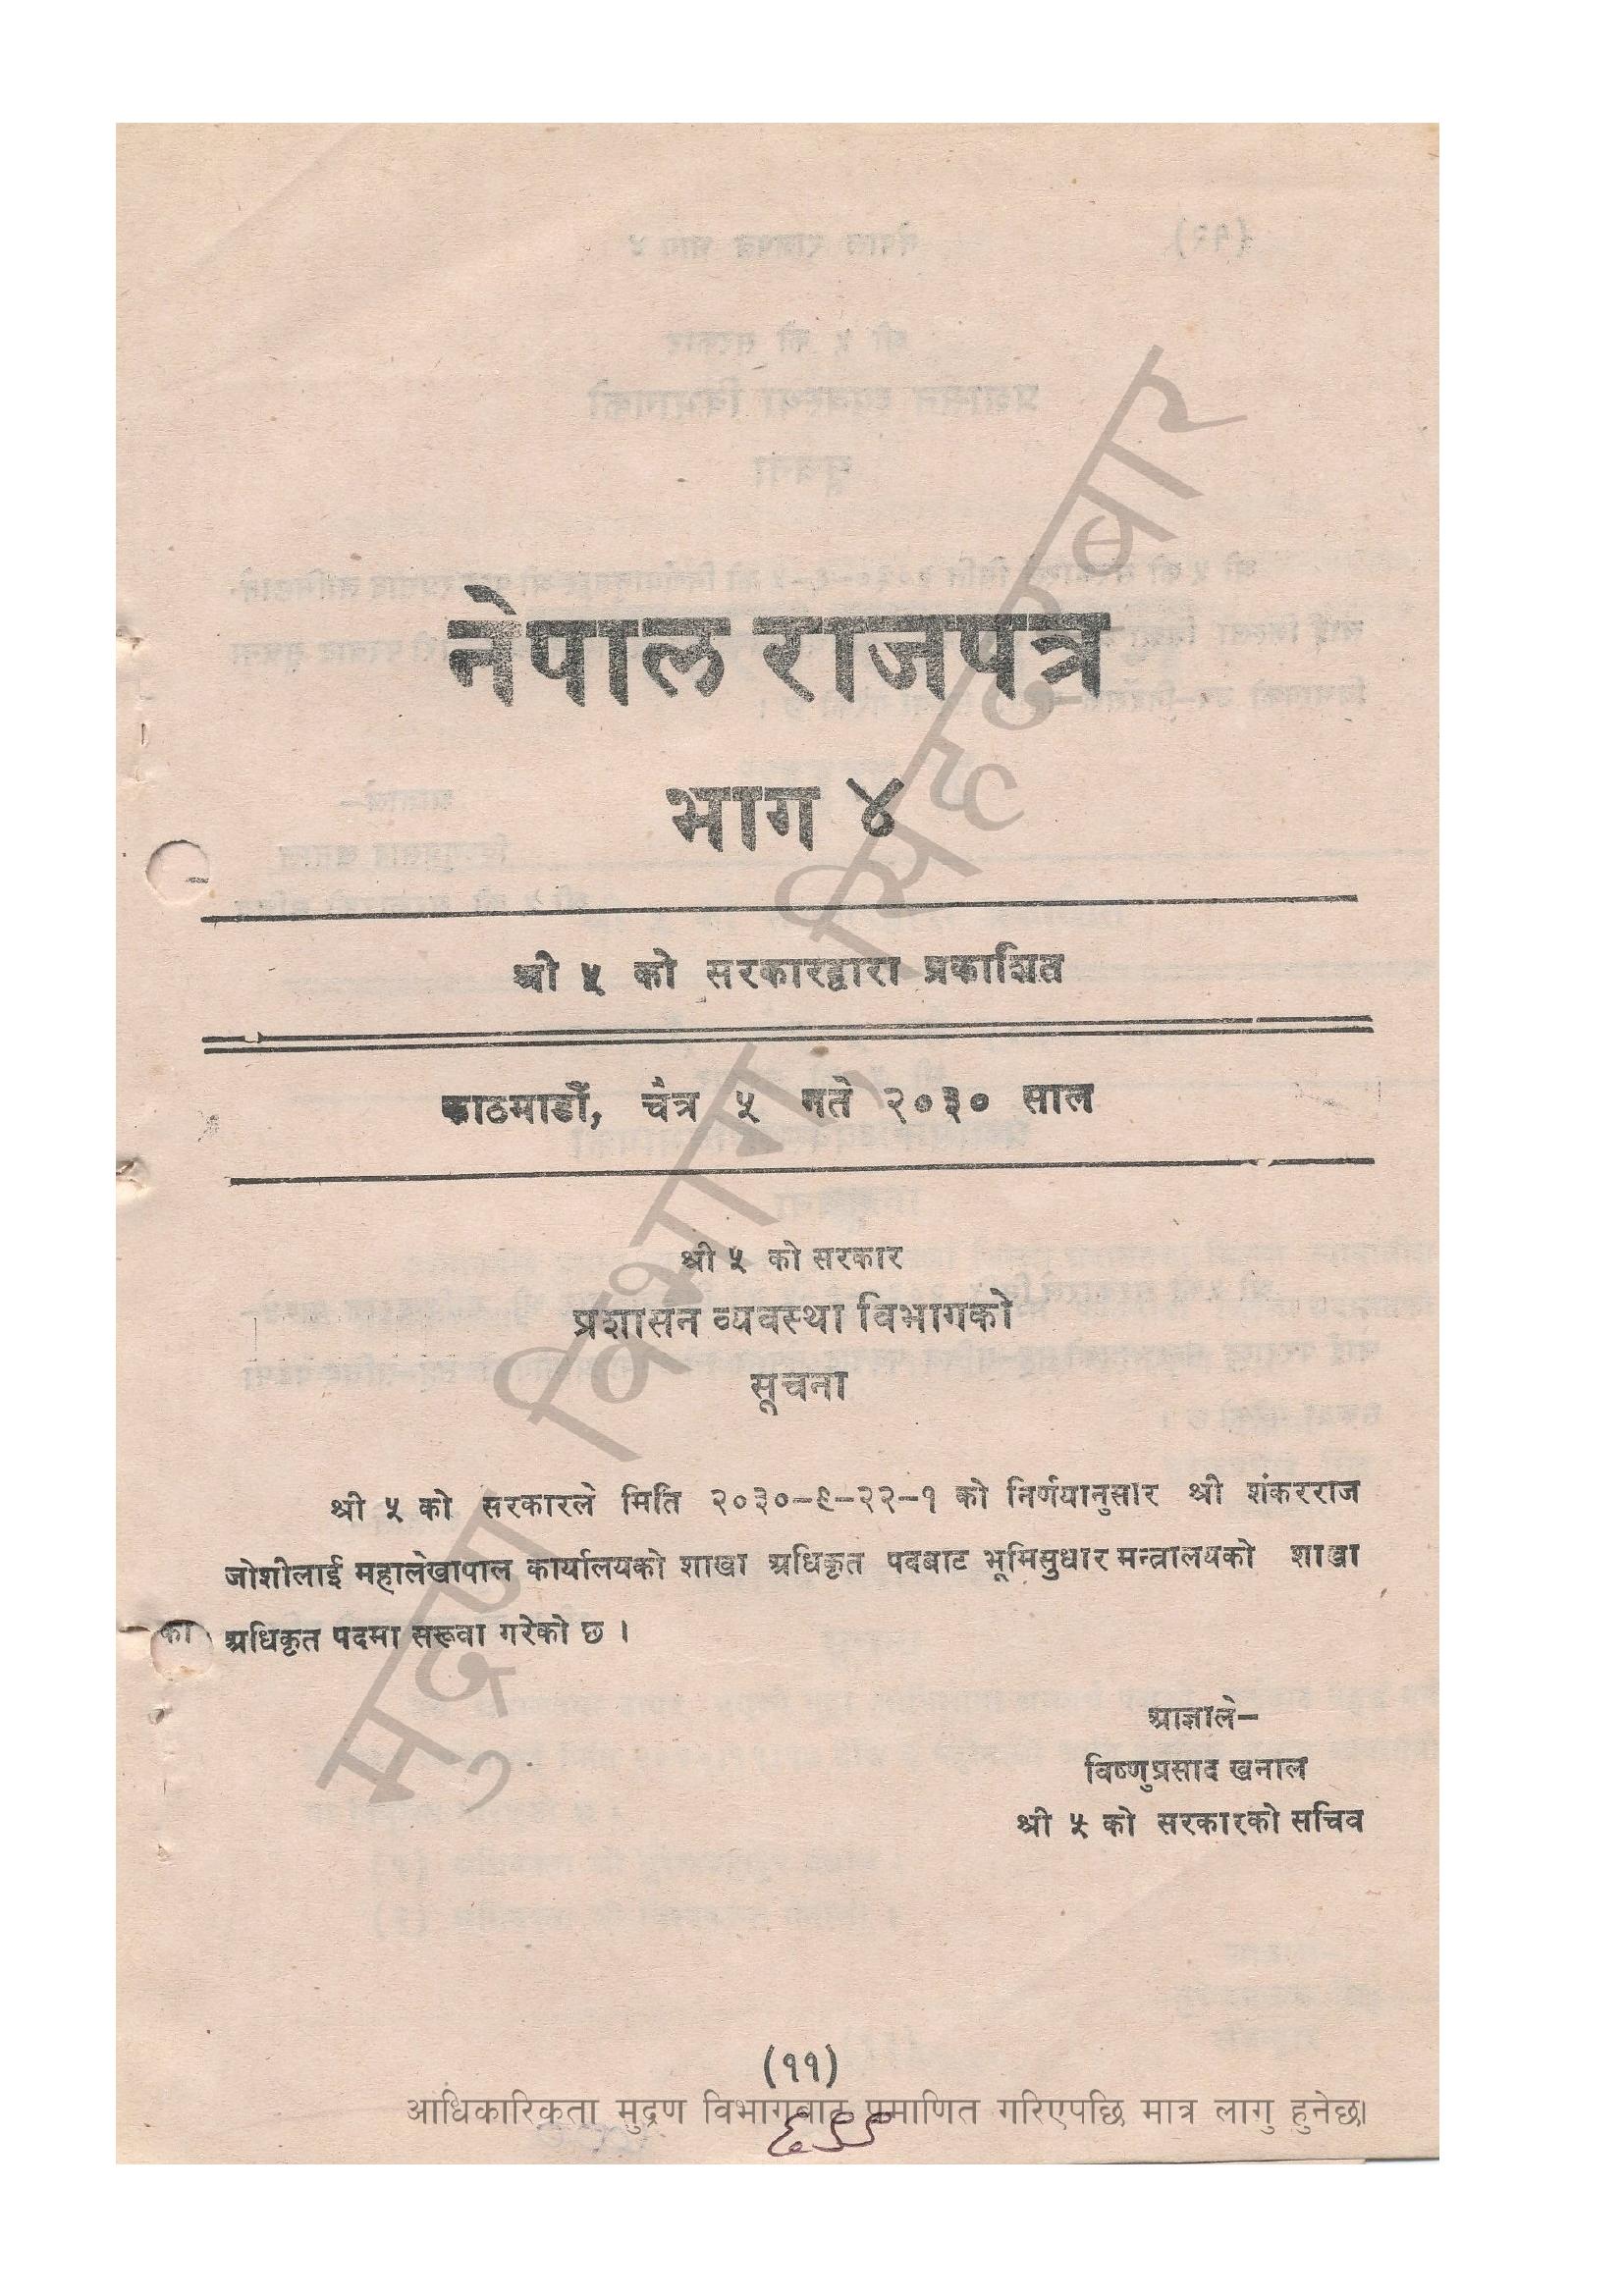 नेपाल राजपत्र
भाग ४
श्री ५ को सरकारद्वारा प्रकाशित
काठमाडौं, चैत्र ५ गते २०३० साल
श्री ५ को सरकार
प्रशासन व्यवस्था विभागको
सूचना
श्री ५ को सरकारले मिति २०३०-९-२२-१ को निर्णयानुसार श्री शंकरराज
जोशीलाई महालेखापाल कार्यालयको शाखा अधिकृत पदबाट भूमिसुधार मन्त्रालयको शाखा
अधिकृत पदमा सरूवा गरेको छ ।
आज्ञाले-
विष्णुप्रसाद खनाल
श्री ५ को सरकारको सचिव
(११)
आधिकारिकता मुद्रण विभागबाट प्रमाणित गरिएपछि मात्र लागु हुनेछ।
मुद्रण विभाग, सिंहदरबार